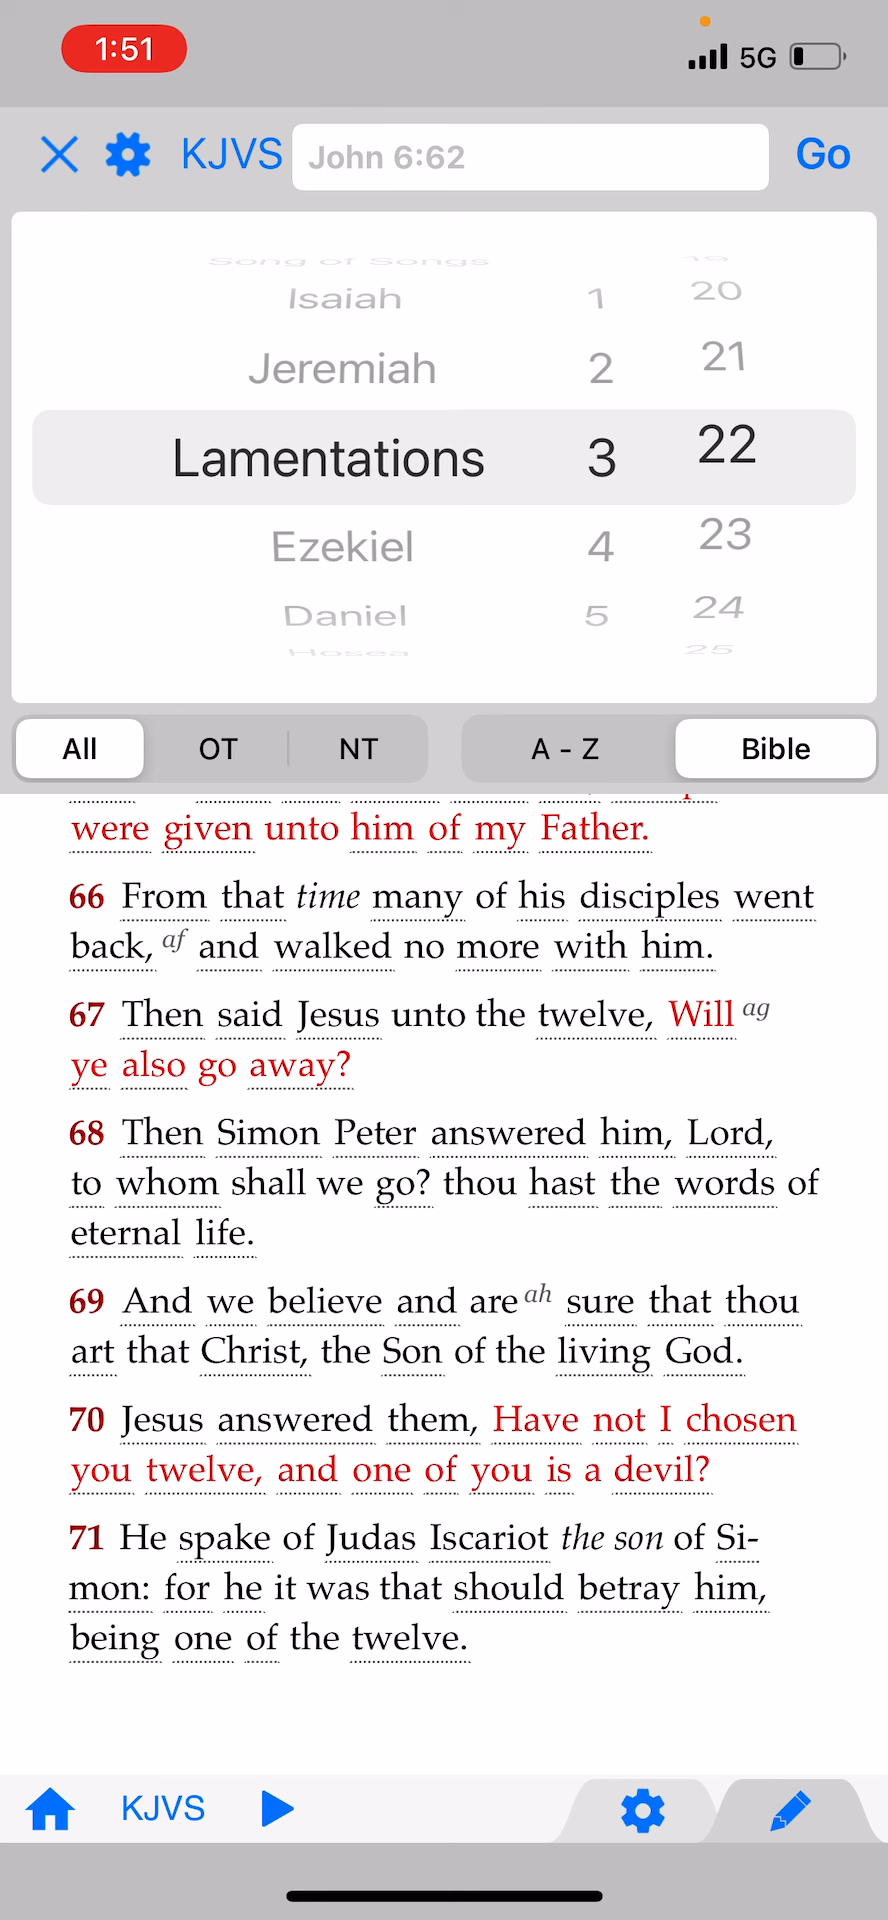 1:51
5G
KJVS John 6:62 Go
Song of Songs 19
Isaiah 1 20
Jeremiah 2 21
Lamentations 3 22
Ezekiel 4 23
Daniel 5 24
Hosea 25
All OT NT A - Z Bible
were given unto him of my Father.
66 From that time many of his disciples went
back, af and walked no more with him.
67 Then said Jesus unto the twelve, Will ag
ye also go away?
68 Then Simon Peter answered him, Lord,
to whom shall we go? thou hast the words of
eternal life.
69 And we believe and are ah sure that thou
art that Christ, the Son of the living God.
70 Jesus answered them, Have not I chosen
you twelve, and one of you is a devil?
71 He spake of Judas Iscariot the son of Si-
mon: for he it was that should betray him,
being one of the twelve.
KJVS